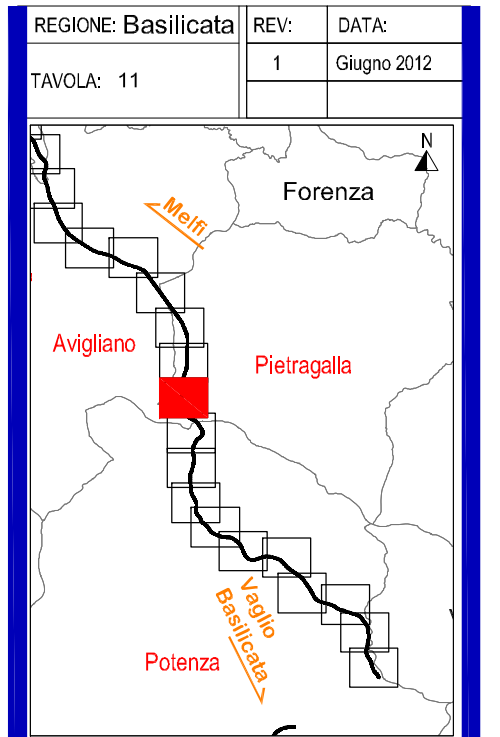 REGIONE: Basilicata
REV:
DATA:
TAVOLA: 11
1
Giugno 2012
N
Forenza
Melfi
Avigliano
Pietragalla
Vaglio
Basilicata
Potenza